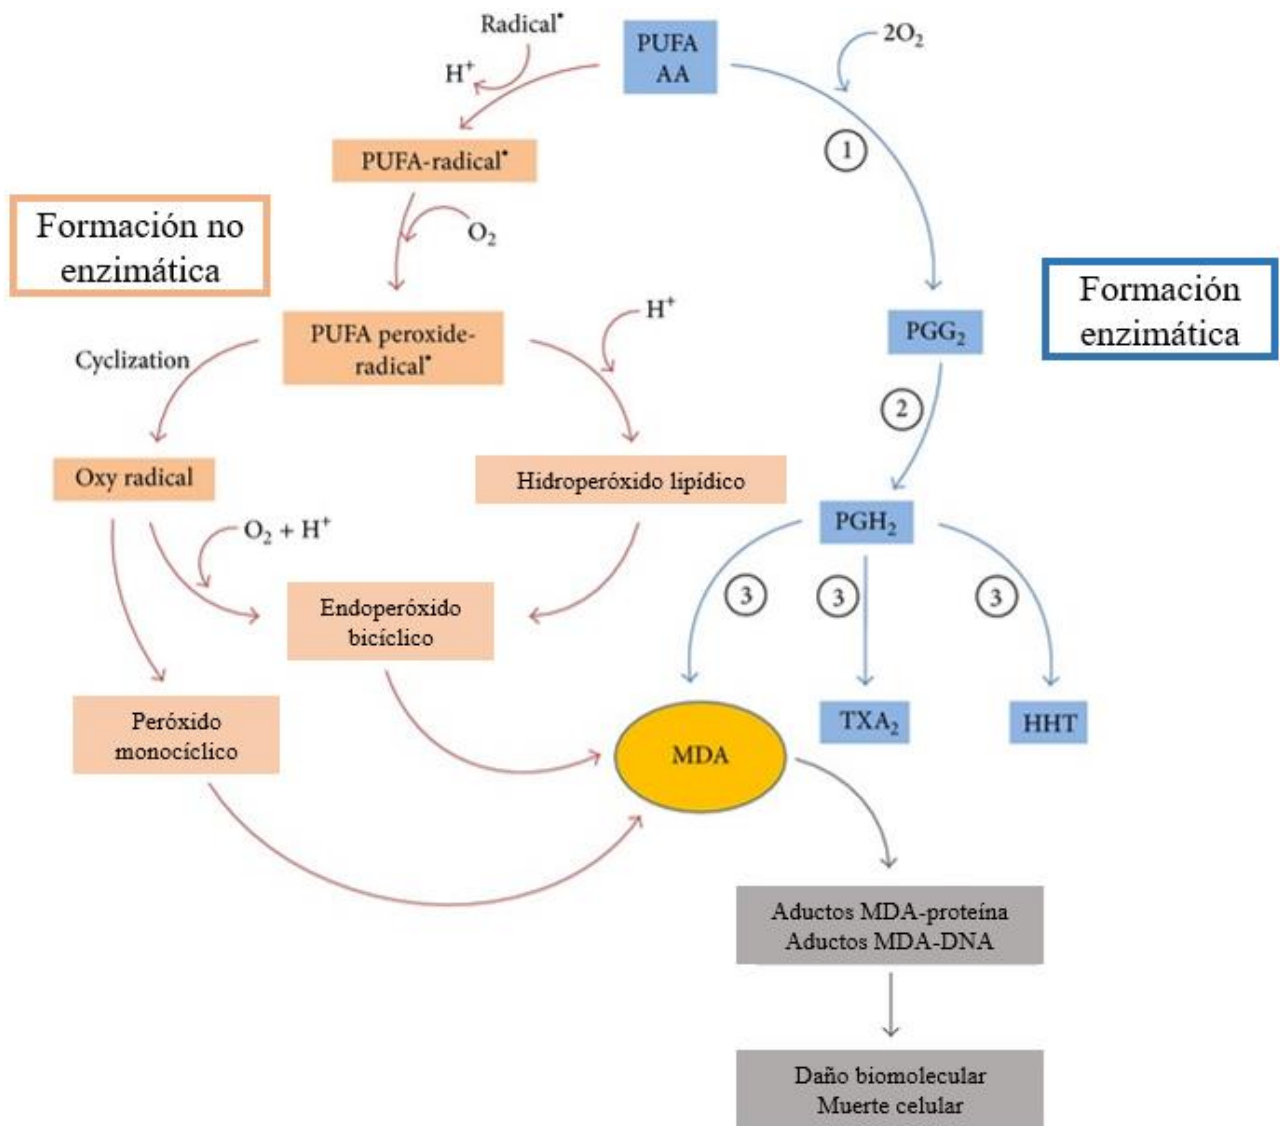 Radical•
H⁺
PUFA
AA
2O₂
1
PUFA-radical•
O₂
Formación no
enzimática
Formación
enzimática
PUFA peroxide-
radical•
H⁺
Cyclization
PGG₂
2
Oxy radical
Hidroperóxido lipídico
O₂ + H⁺
PGH₂
3
3
3
Endoperóxido
bicíclico
Peróxido
monocíclico
MDA
TXA₂
HHT
Aductos MDA-proteína
Aductos MDA-DNA
Daño biomolecular
Muerte celular